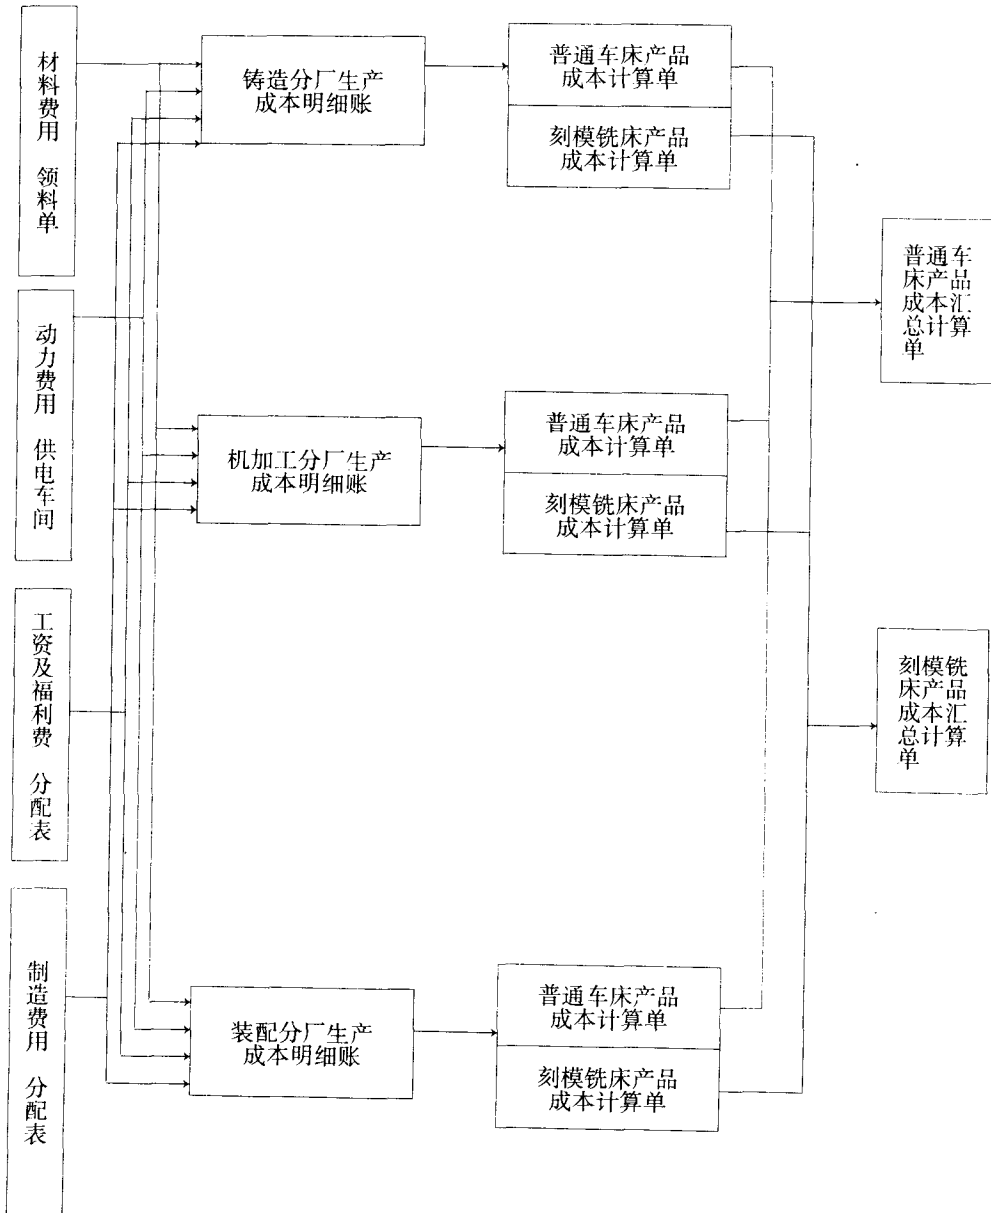 材料费用 领料单
动力费用 供电车间
工资及福利费 分配表
制造费用 分配表
铸造分厂生产
成本明细账
机加工分厂生产
成本明细账
装配分厂生产
成本明细账
普通车床产品
成本计算单
刻模铣床产品
成本计算单
普通车床产品
成本计算单
刻模铣床产品
成本计算单
普通车床产品
成本计算单
刻模铣床产品
成本计算单
普通车
床产品
成本汇
总计算
单
刻模铣
床产品
成本汇
总计算
单